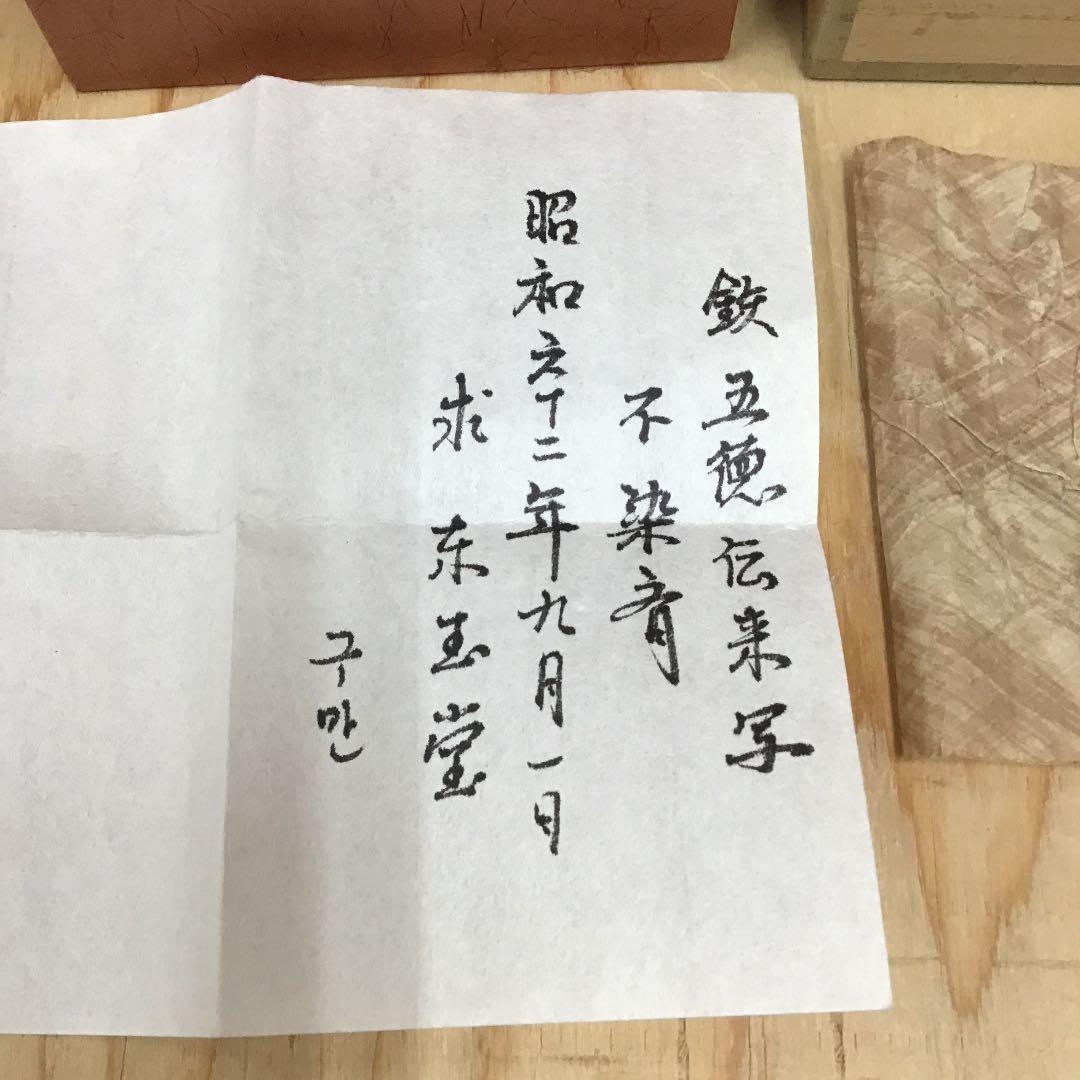 鉄五徳伝来写
不染斎
昭和六十二年九月一日
求 东玉堂
구만